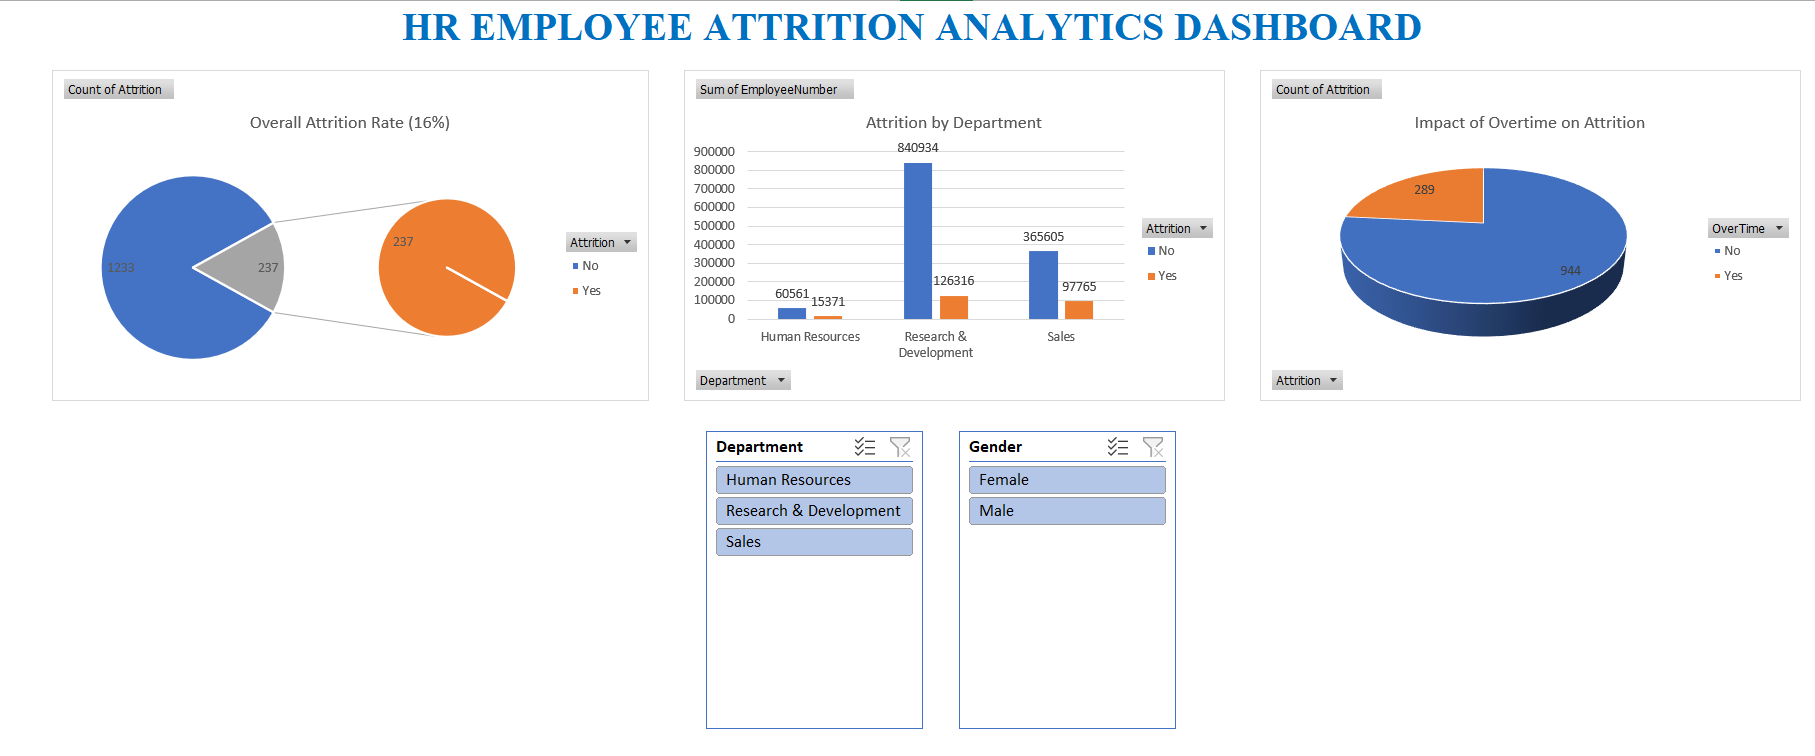 HR EMPLOYEE ATTRITION ANALYTICS DASHBOARD
Count of Attrition
Overall Attrition Rate (16%)
1233
237
237
Attrition
No
Yes
Sum of EmployeeNumber
Attrition by Department
900000
800000
700000
600000
500000
400000
300000
200000
100000
0
60561
15371
840934
126316
365605
97765
Human Resources
Research &
Development
Sales
Attrition
No
Yes
Department
Count of Attrition
Impact of Overtime on Attrition
289
944
OverTime
No
Yes
Attrition
Department
Human Resources
Research & Development
Sales
Gender
Female
Male